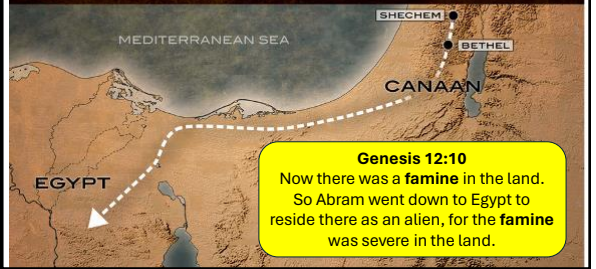 SHECHEM
MEDITERRANEAN SEA
BETHEL
CANAAN
EGYPT
Genesis 12:10
Now there was a famine in the land.
So Abram went down to Egypt to
reside there as an alien, for the famine
was severe in the land.